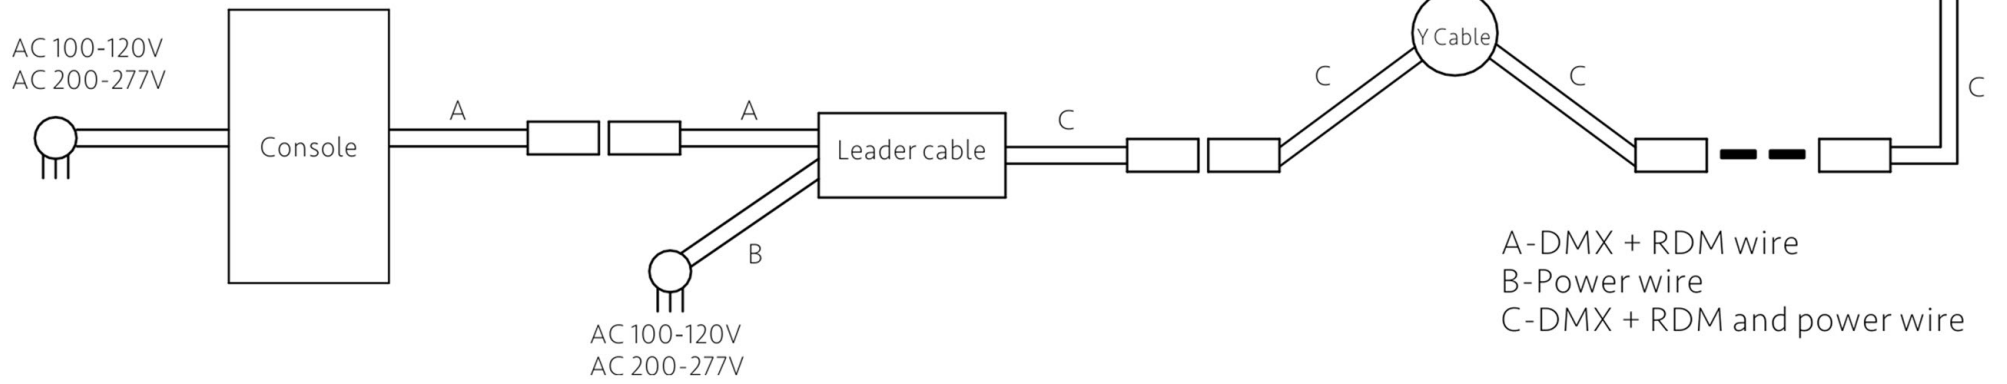 AC 100-120V
AC 200-277V
Console
A
A
Leader cable
B
AC 100-120V
AC 200-277V
C
C
Y Cable
C
C
A-DMX + RDM wire
B-Power wire
C-DMX + RDM and power wire